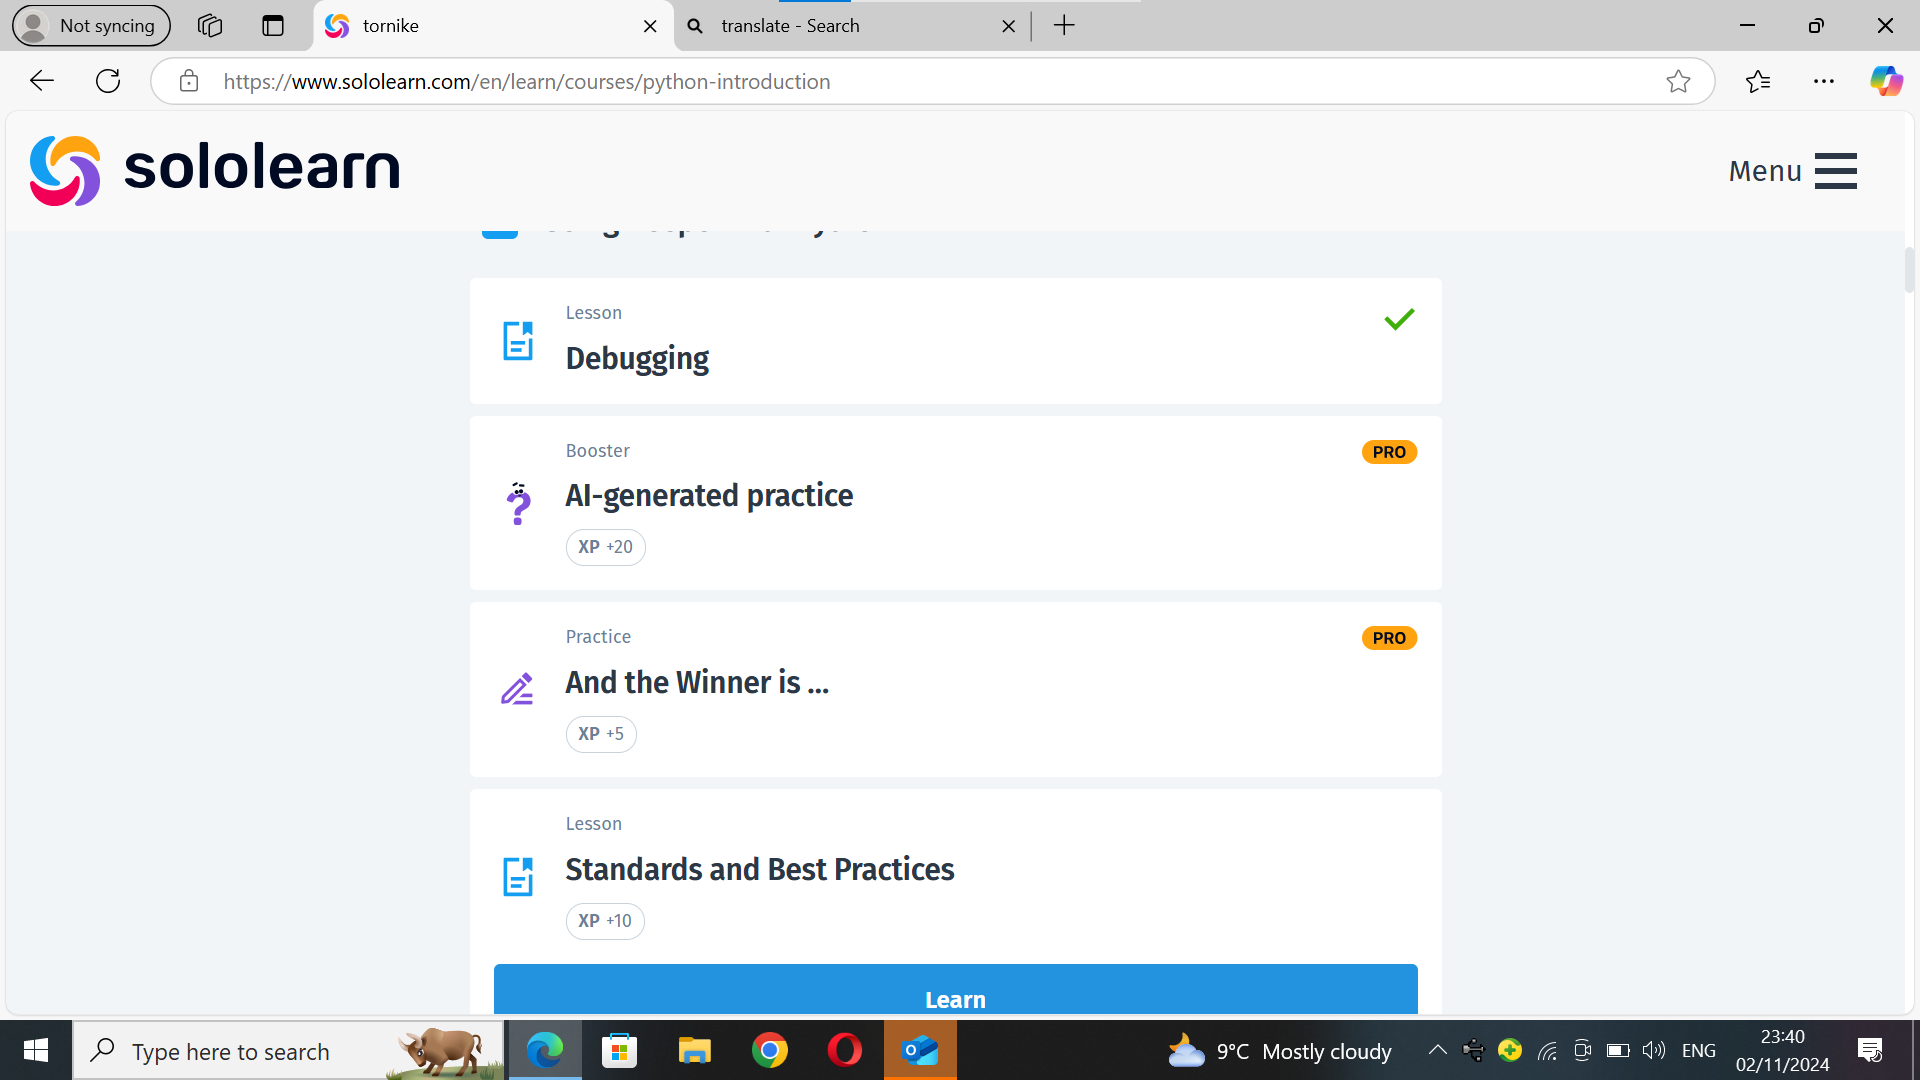 Not syncing
tornike
translate - Search
https://www.sololearn.com/en/learn/courses/python-introduction
sololearn
Menu
Lesson
Debugging
Booster
PRO
AI-generated practice
XP +20
Practice
PRO
And the Winner is ...
XP +5
Lesson
Standards and Best Practices
XP +10
Learn
Type here to search
9°C Mostly cloudy
ENG
23:40
02/11/2024